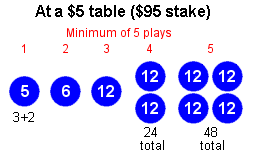 At a $5 table ($95 stake)
Minimum of 5 plays
1 2 3 4 5
12 12 12
5 6 12
12 12 12
3+2
24 48
total total